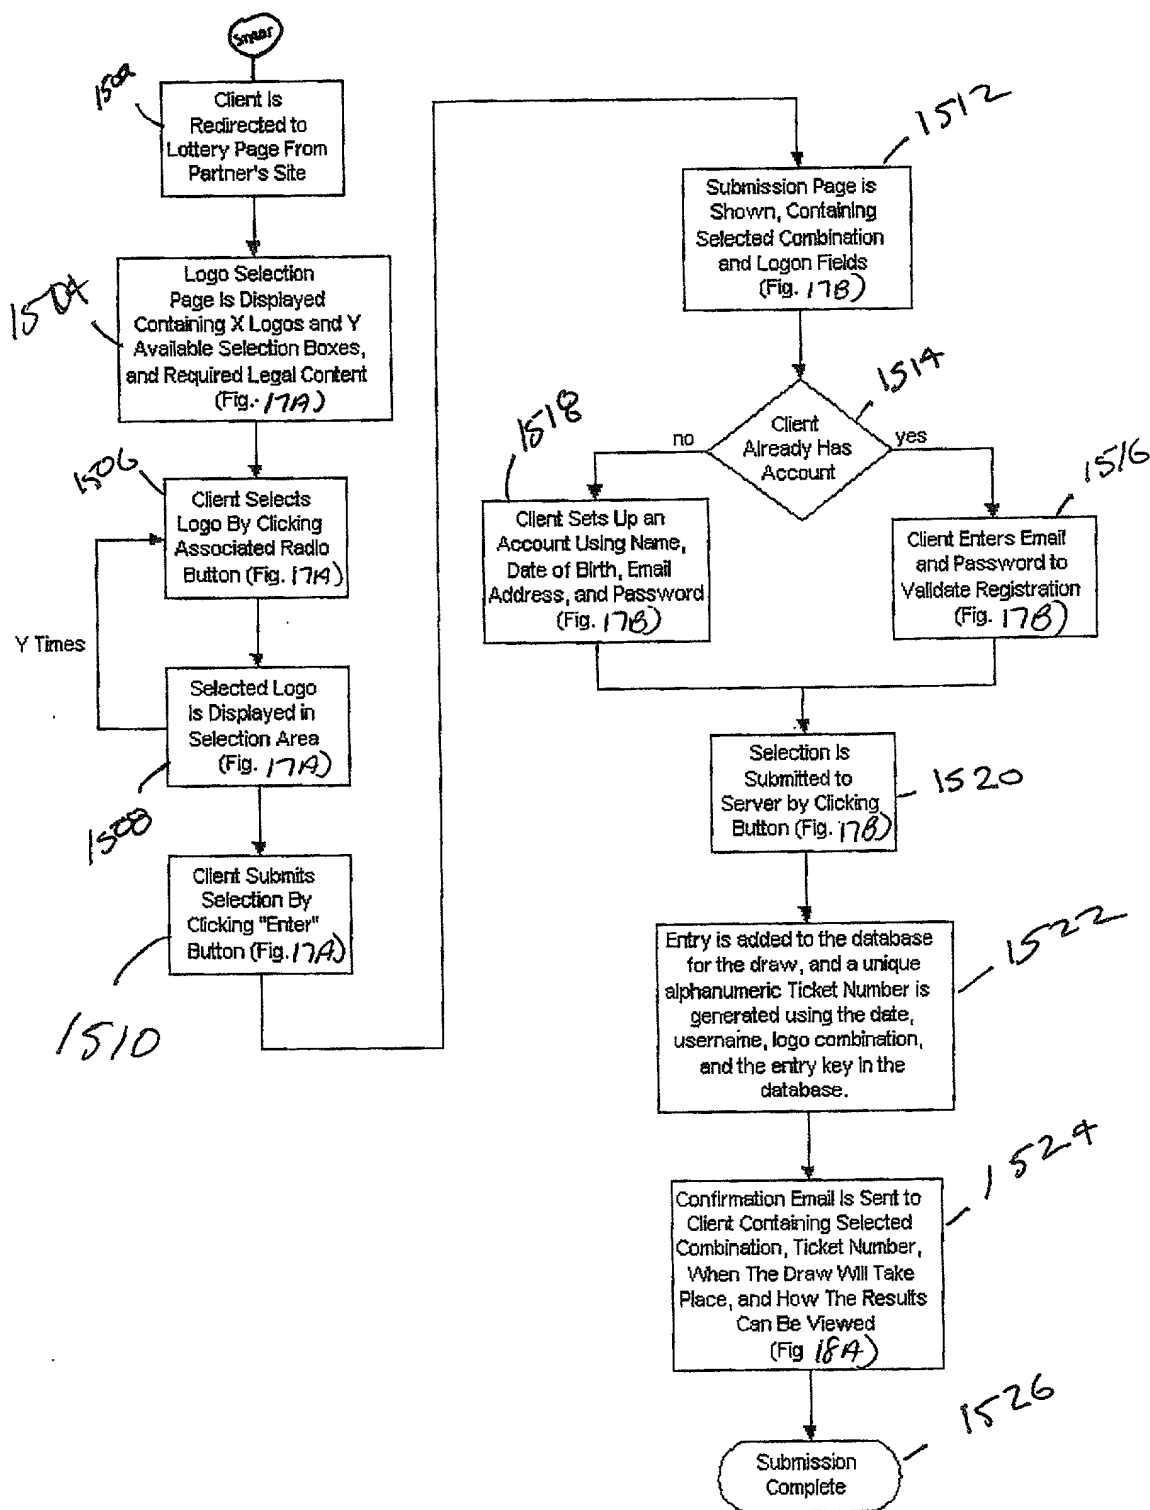 1502
Client Is
Redirected to
Lottery Page From
Partner's Site
1504
Logo Selection
Page Is Displayed
Containing X Logos and Y
Available Selection Boxes,
and Required Legal Content
(Fig. 17A)
1506
Client Selects
Logo By Clicking
Associated Radio
Button (Fig. 17A)
Y Times
Selected Logo
Is Displayed in
Selection Area
(Fig. 17A)
1508
Client Submits
Selection By
Clicking "Enter"
Button (Fig. 17A)
1510
1512
Submission Page is
Shown, Containing
Selected Combination
and Logon Fields
(Fig. 17B)
1514
Client
Already Has
Account
no
yes
1518
Client Sets Up an
Account Using Name,
Date of Birth, Email
Address, and Password
(Fig. 17B)
1516
Client Enters Email
and Password to
Validate Registration
(Fig. 17B)
Selection Is
Submitted to
Server by Clicking
Button (Fig. 17B)
1520
Entry is added to the database
for the draw, and a unique
alphanumeric Ticket Number is
generated using the date,
username, logo combination,
and the entry key in the
database.
1522
Confirmation Email Is Sent to
Client Containing Selected
Combination, Ticket Number,
When The Draw Will Take
Place, and How The Results
Can Be Viewed
(Fig 18A)
1524
1526
Submission
Complete